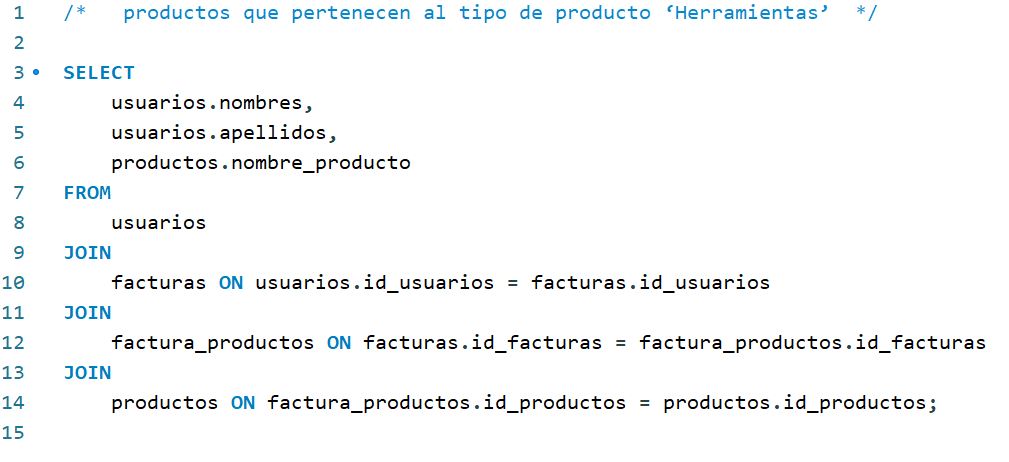 1 /*   productos que pertenecen al tipo de producto ‘Herramientas’  */
2
3 SELECT
4     usuarios.nombres,
5     usuarios.apellidos,
6     productos.nombre_producto
7 FROM
8     usuarios
9 JOIN
10     facturas ON usuarios.id_usuarios = facturas.id_usuarios
11 JOIN
12     factura_productos ON facturas.id_facturas = factura_productos.id_facturas
13 JOIN
14     productos ON factura_productos.id_productos = productos.id_productos;
15